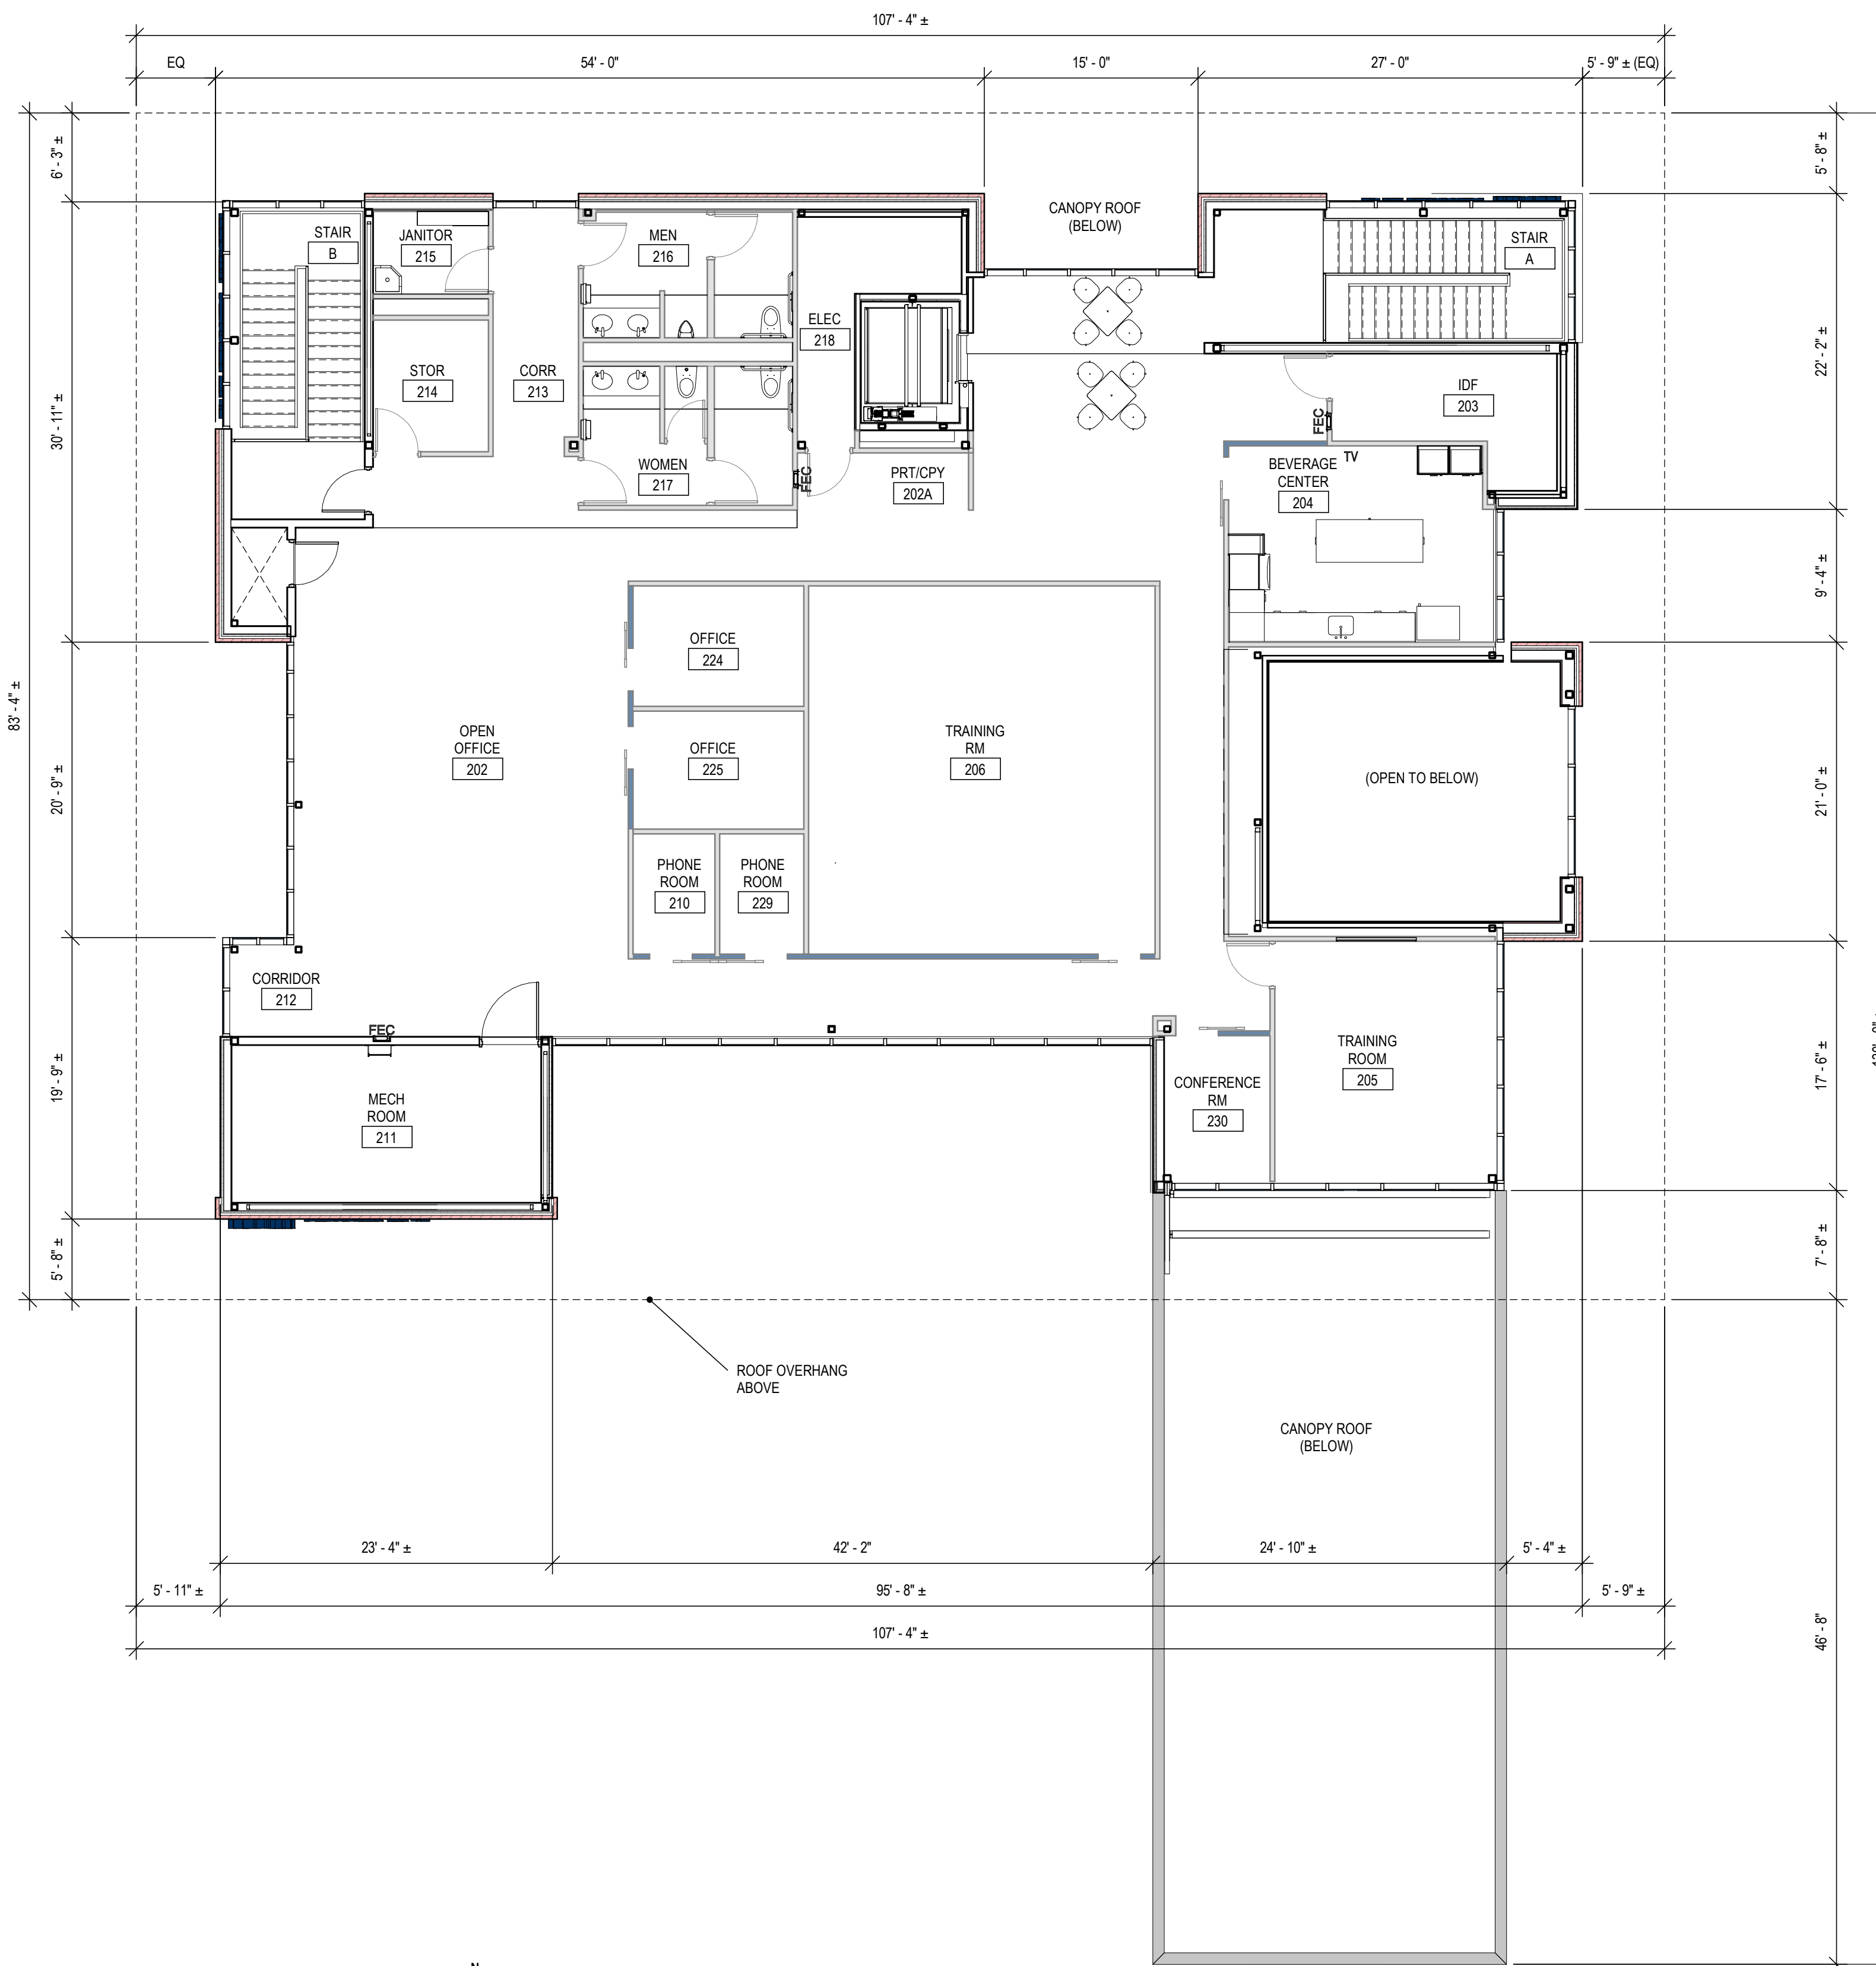 107' - 4" ±
EQ
54' - 0"
15' - 0"
27' - 0"
5' - 9" ± (EQ)
6' - 3" ±
5' - 8" ±
CANOPY ROOF
(BELOW)
STAIR
B
JANITOR
215
MEN
216
STAIR
A
ELEC
218
22' - 2" ±
STOR
214
CORR
213
IDF
203
FEC
30' - 11" ±
WOMEN
217
FEC
PRT/CPY
202A
TV
BEVERAGE
CENTER
204
9' - 4" ±
OFFICE
224
83' - 4" ±
OPEN
OFFICE
202
OFFICE
225
TRAINING
RM
206
(OPEN TO BELOW)
20' - 9" ±
21' - 0" ±
PHONE
ROOM
210
PHONE
ROOM
229
CORRIDOR
212
FEC
TRAINING
ROOM
205
CONFERENCE
RM
230
17' - 6" ±
19' - 9" ±
MECH
ROOM
211
5' - 8" ±
7' - 8" ±
ROOF OVERHANG
ABOVE
CANOPY ROOF
(BELOW)
23' - 4" ±
42' - 2"
24' - 10" ±
5' - 4" ±
5' - 11" ±
95' - 8" ±
5' - 9" ±
107' - 4" ±
46' - 8"